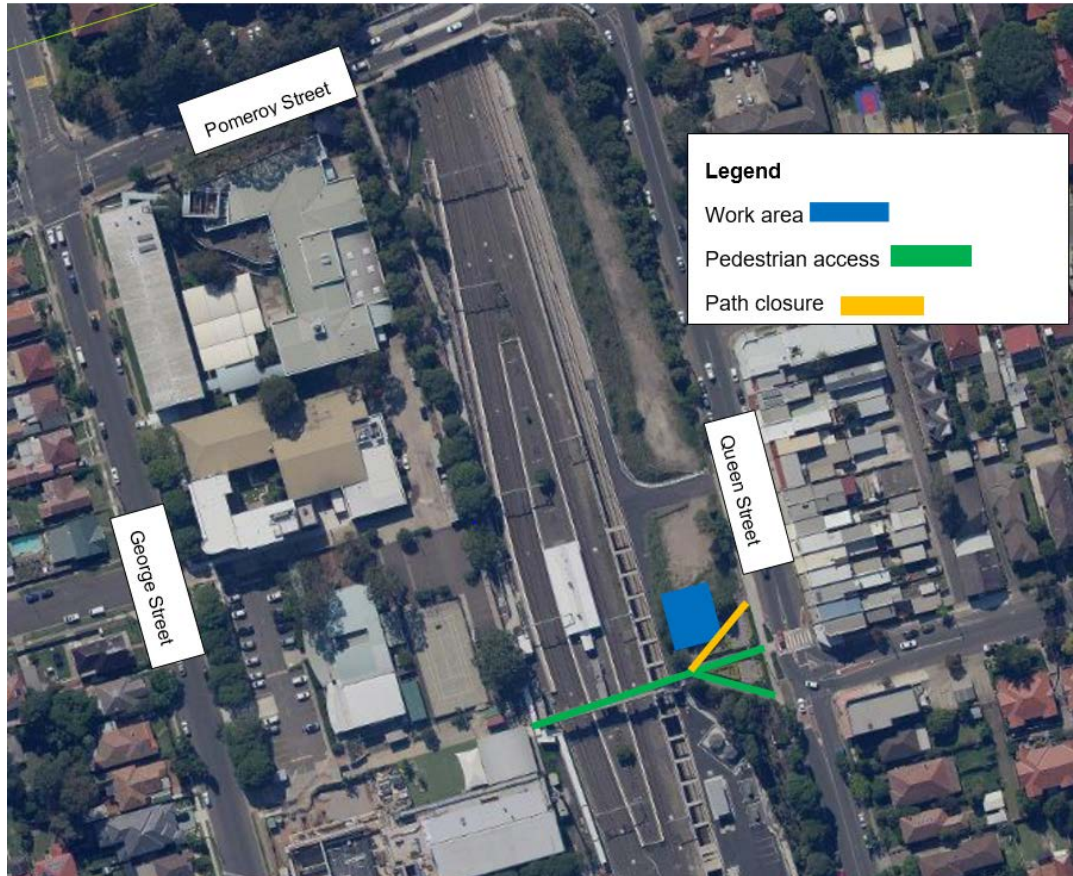 Pomeroy Street
Legend
Work area
Pedestrian access
Path closure
Queen Street
George Street